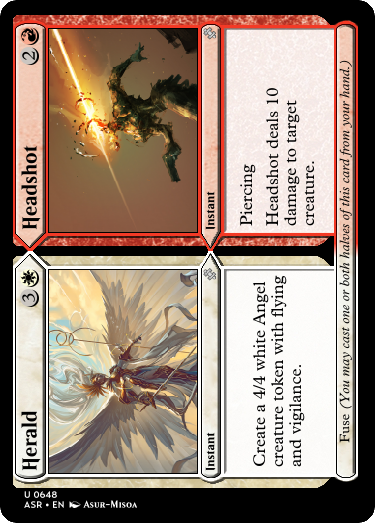 Herald
3
Instant
Create a 4/4 white Angel
creature token with flying
and vigilance.
Headshot
2
Instant
Piercing
Headshot deals 10
damage to target
creature.
Fuse (You may cast one or both halves of this card from your hand.)
U 0648
ASR • EN Asur-Misoa